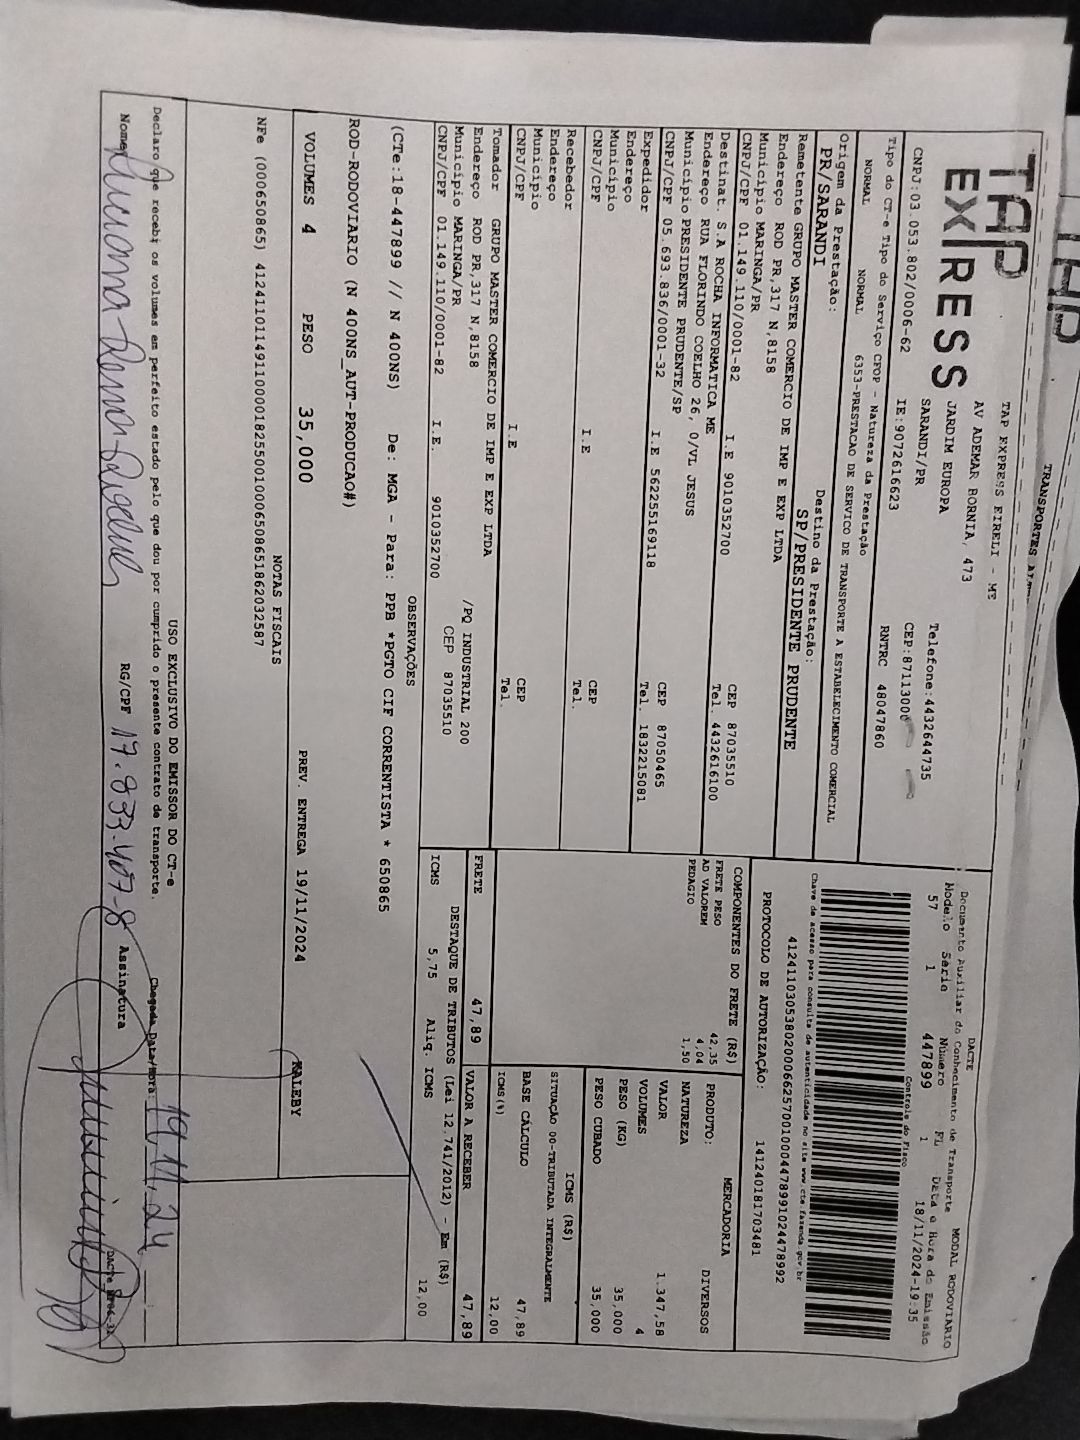 TRANSPORTES
TAP EXPRESS
TAP EXPRESS EIRELI - ME
AV ADEMAR BORNIA, 473
JARDIM EUROPA
SARANDI/PR
Telefone:4432644735
CEP:87113000
CNPJ:03.053.802/0006-62 IE:9072616623 RNTRC 48047860
Tipo do CT-e Tipo do Serviço CFOP - Natureza da Prestação
NORMAL NORMAL 6353-PRESTACAO DE SERVICO DE TRANSPORTE A ESTABELECIMENTO COMERCIAL
Origem da Prestação: Destino da Prestação:
PR/SARANDI SP/PRESIDENTE PRUDENTE
Remetente GRUPO MASTER COMERCIO DE IMP E EXP LTDA
Endereço ROD PR,317 N,8158
Município MARINGA/PR CEP 87035510
CNPJ/CPF 01.149.110/0001-82 I.E 9010352700 Tel. 4432616100
Destinat. S.A ROCHA INFORMATICA ME
Endereço RUA FLORINDO COELHO 26, 0/VL JESUS
Município PRESIDENTE PRUDENTE/SP CEP 87050465
CNPJ/CPF 05.693.836/0001-32 I.E 562255169118 Tel. 1832215081
Expedidor
Endereço
Município CEP
CNPJ/CPF I.E Tel.
Recebedor
Endereço
Município CEP
CNPJ/CPF I.E Tel.
Tomador GRUPO MASTER COMERCIO DE IMP E EXP LTDA
Endereço ROD PR,317 N,8158 /PQ INDUSTRIAL 200
Município MARINGA/PR CEP 87035510
CNPJ/CPF 01.149.110/0001-82 I.E. 9010352700
DACTE MODAL RODOVIÁRIO
Documento Auxiliar do Conhecimento de Transporte
Modelo Série Número FL Data e Hora de Emissão
57 1 447899 1 18/11/2024-19:35
Controle do Fisco
Chave de acesso para consulta de autenticidade no site www.cte.fazenda.gov.br
41241103053802000662570010004478991024478992
PROTOCOLO DE AUTORIZAÇÃO: 141240181703481
COMPONENTES DO FRETE (R$)
FRETE PESO 42,35
AD VALOREM 4,04
PEDAGIO 1,50
MERCADORIA
PRODUTO: DIVERSOS
NATUREZA
VALOR 1.347,58
VOLUMES 4
PESO (KG) 35,000
PESO CUBADO 35,000
ICMS (R$)
SITUAÇÃO 00-TRIBUTADA INTEGRALMENTE
BASE CÁLCULO 47,89
ICMS(%) 12,00
FRETE 47,89 VALOR A RECEBER 47,89
DESTAQUE DE TRIBUTOS (Lei 12.741/2012) - Em (R$)
ICMS 5,75 Aliq. ICMS 12,00
OBSERVAÇÕES
(CTe:18-447899 // N 400NS) De: MGA - Para: PPB *PGTO CIF CORRENTISTA * 650865
ROD-RODOVIARIO (N 400NS_AUT-PRODUCAO#)
VOLUMES 4 PESO 35,000 PREV. ENTREGA 19/11/2024 KALEBY
NOTAS FISCAIS
NFe (000650865) 41241101149110000182550010006508651862032587
USO EXCLUSIVO DO EMISSOR DO CT-e
Declaro que recebi os volumes em perfeito estado pelo que dou por cumprido o presente contrato de transporte. Chegada Data/Hora 19.11.24
Nome Luciana RG/CPF 17.833.407-8 Assinatura